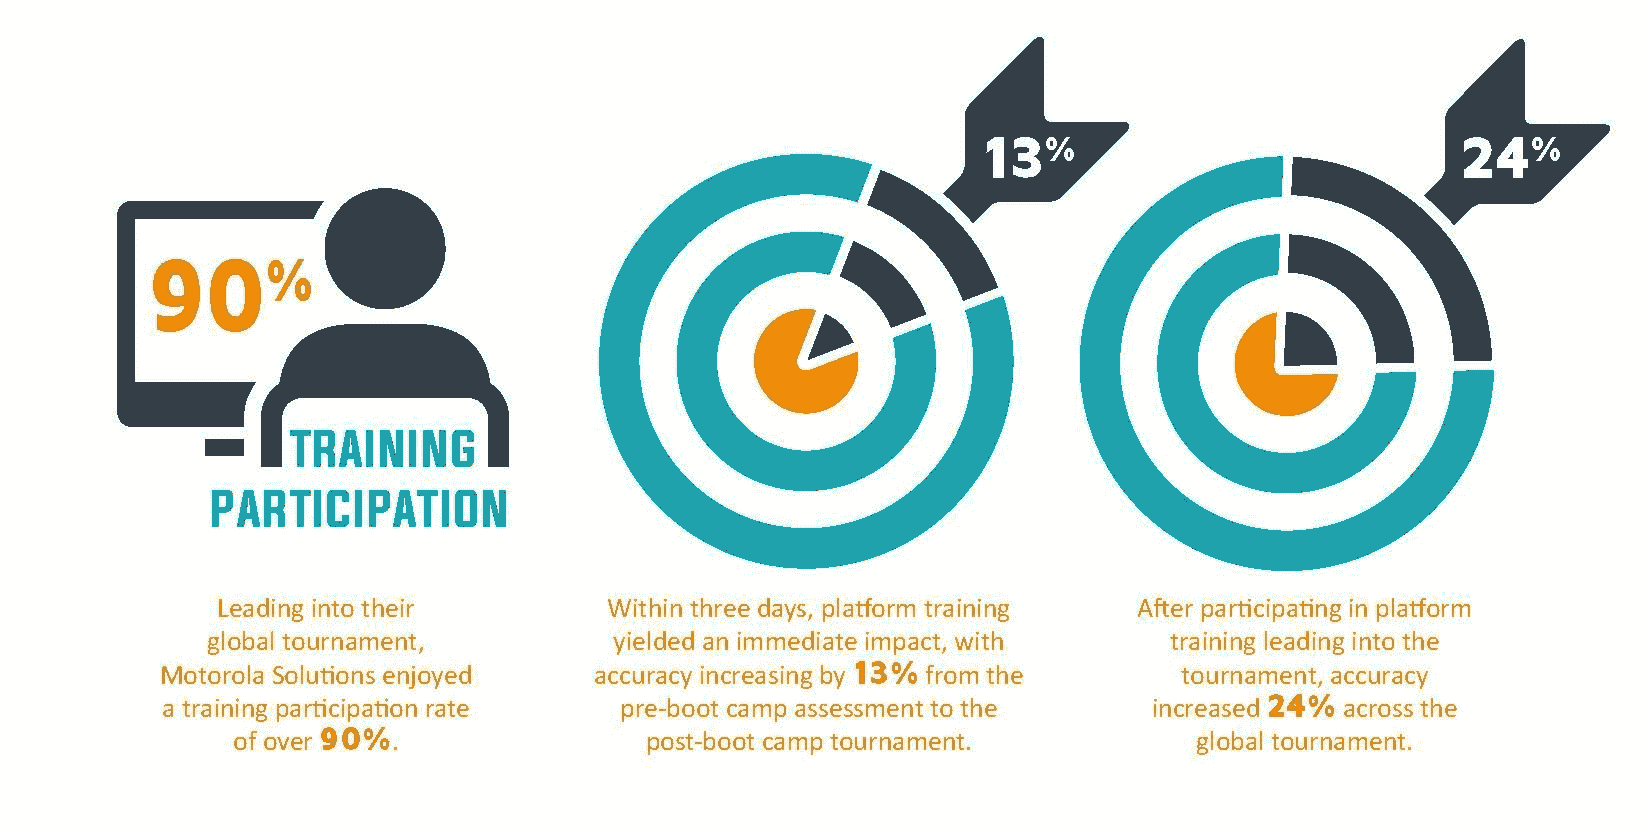 90%
TRAINING
PARTICIPATION
Leading into their
global tournament,
Motorola Solutions enjoyed
a training participation rate
of over 90%.
13%
Within three days, platform training
yielded an immediate impact, with
accuracy increasing by 13% from the
pre-boot camp assessment to the
post-boot camp tournament.
24%
After participating in platform
training leading into the
tournament, accuracy
increased 24% across the
global tournament.